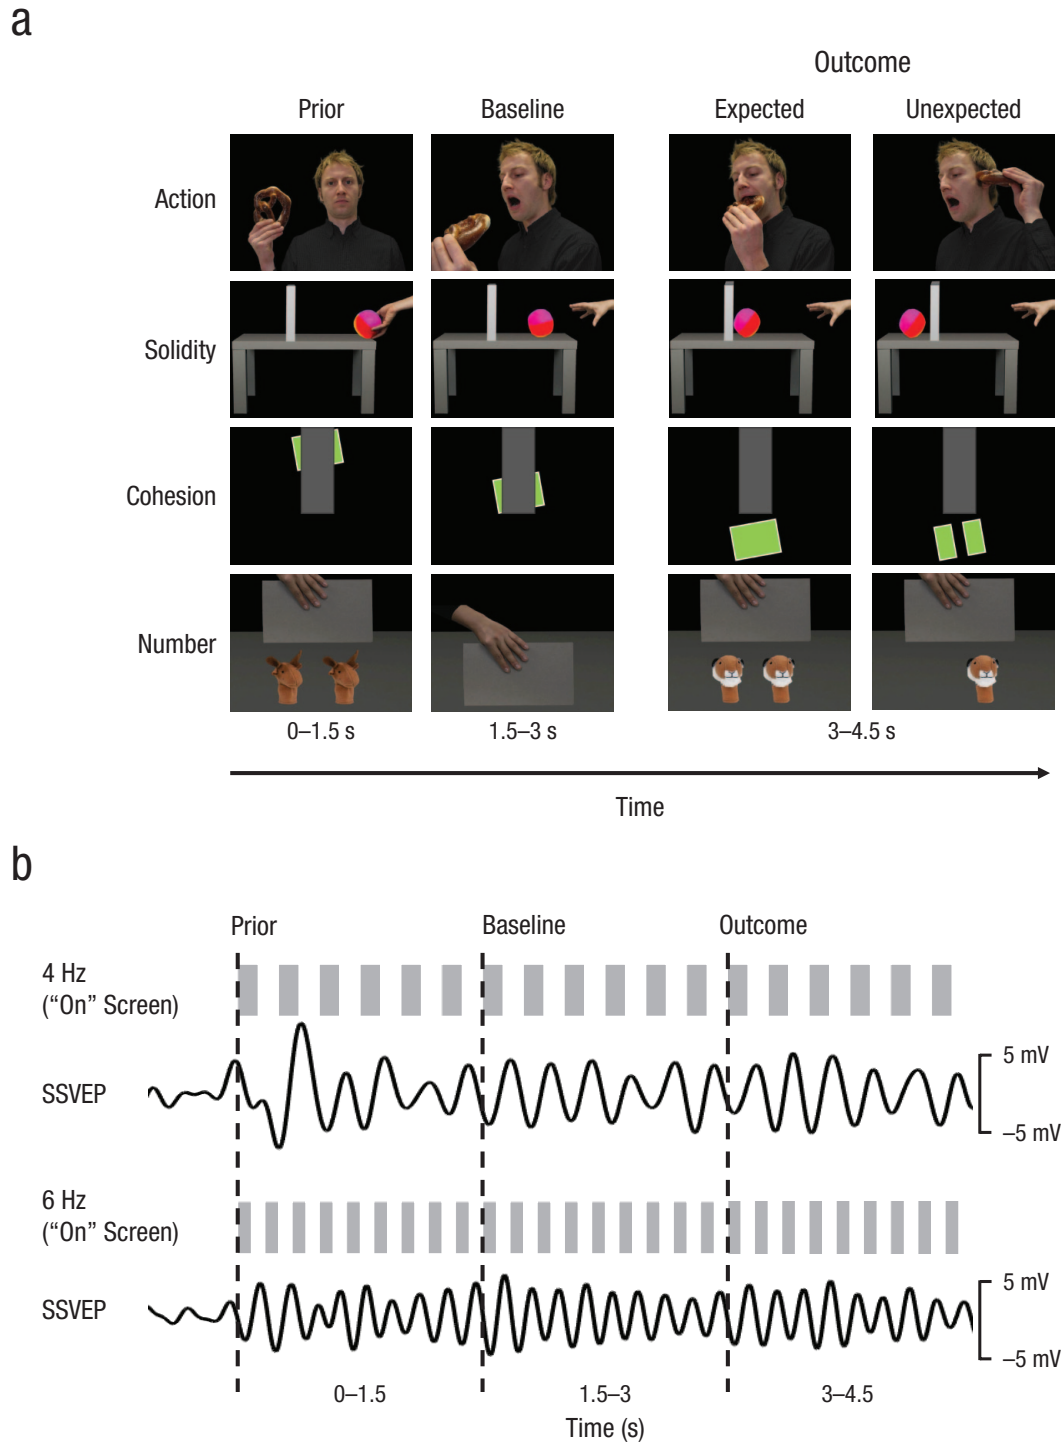 a
Outcome
Prior Baseline Expected Unexpected
Action
Solidity
Cohesion
Number
0–1.5 s 1.5–3 s 3–4.5 s
Time
b
Prior Baseline Outcome
4 Hz
(“On” Screen)
5 mV
SSVEP
–5 mV
6 Hz
(“On” Screen)
5 mV
SSVEP
–5 mV
0–1.5 1.5–3 3–4.5
Time (s)